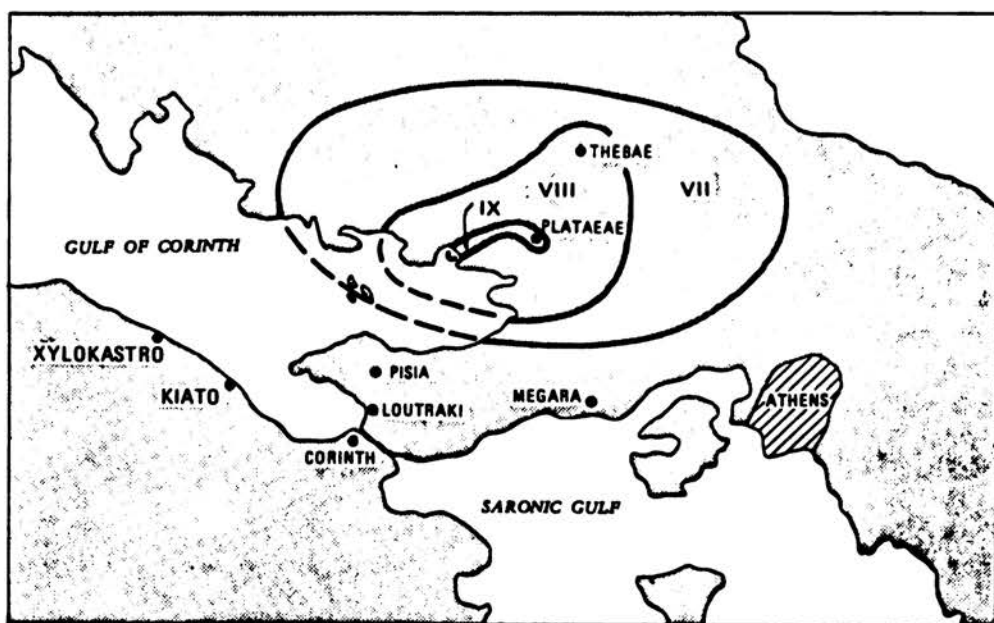 THEBAE
VIII
VII
IX
PLATAEAE
GULF OF CORINTH
XYLOKASTRO
PISIA
KIATO
LOUTRAKI
MEGARA
ATHENS
CORINTH
SARONIC GULF